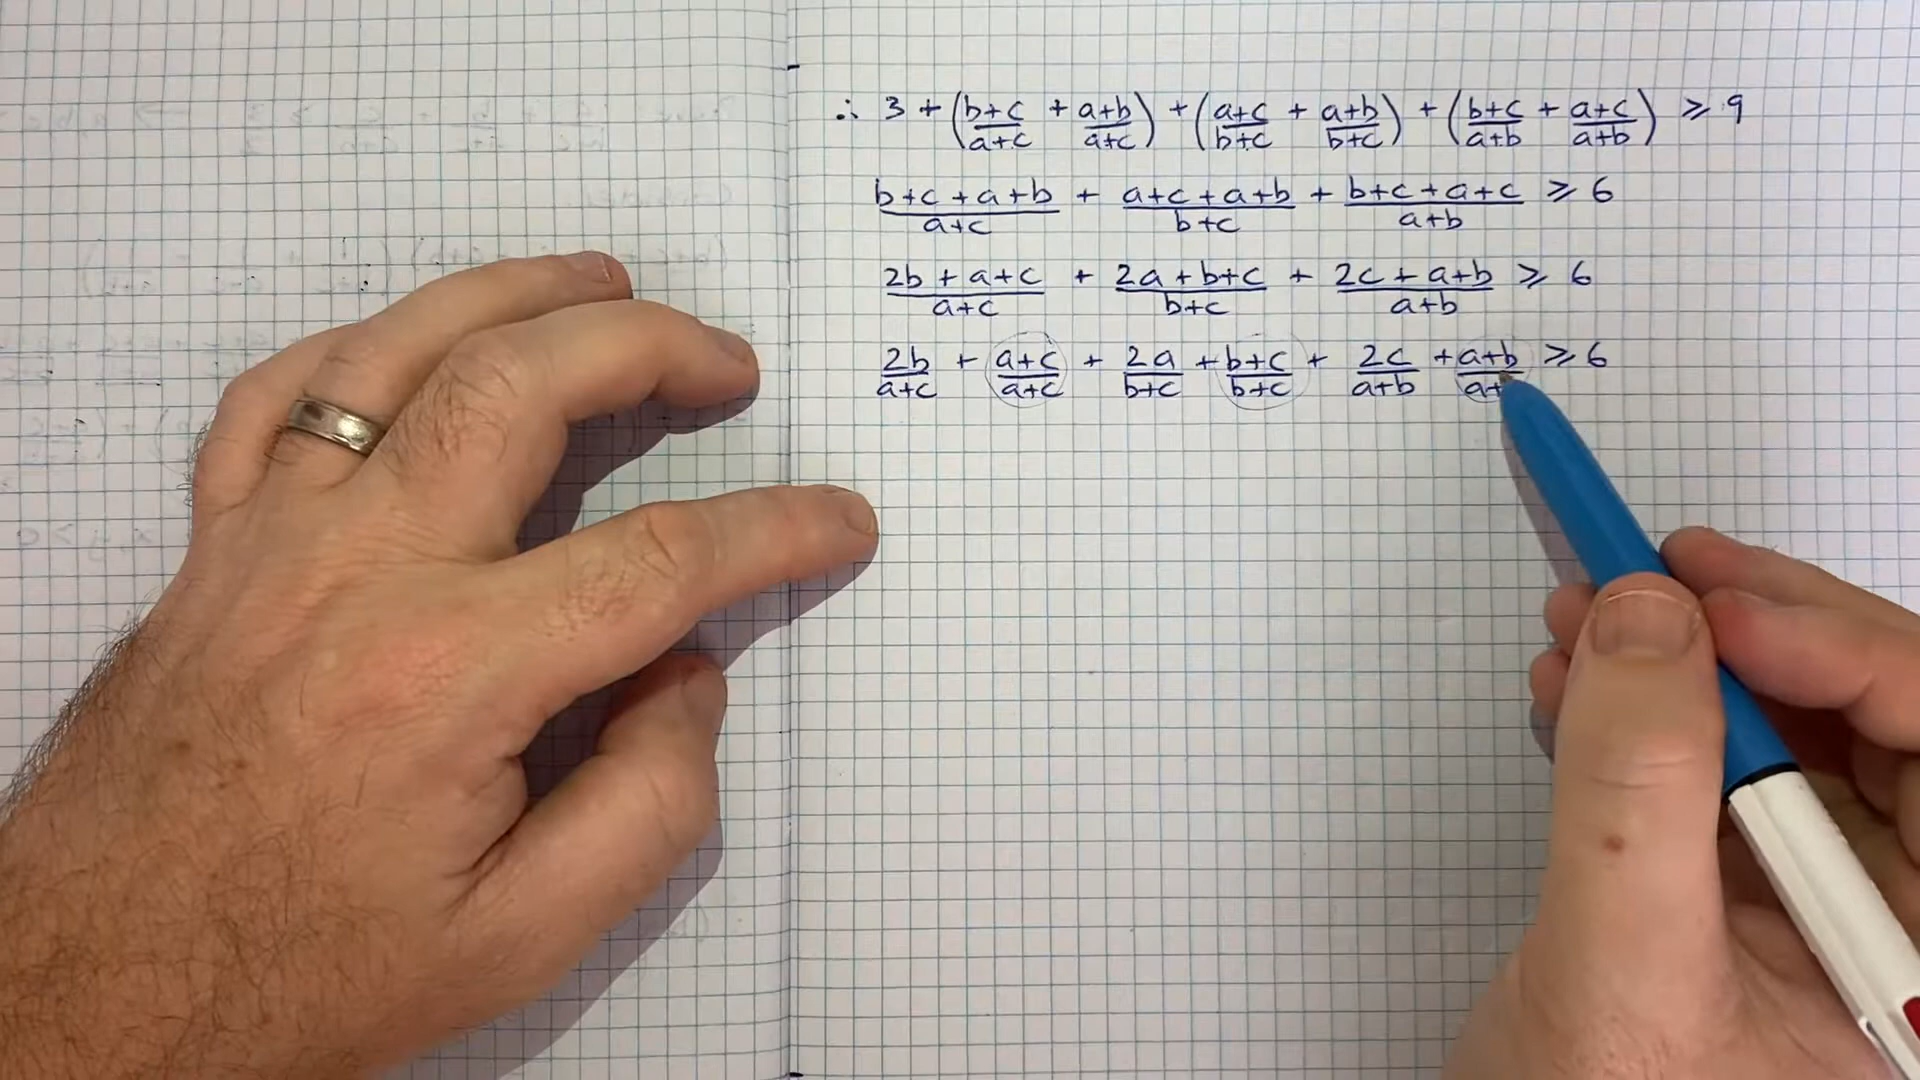 ∴ 3 + (b+c/a+c + a+b/a+c) + (a+c/b+c + a+b/b+c) + (b+c/a+b + a+c/a+b) ⩾ 9
b+c+a+b/a+c + a+c+a+b/b+c + b+c+a+c/a+b ⩾ 6
2b+a+c/a+c + 2a+b+c/b+c + 2c+a+b/a+b ⩾ 6
2b/a+c + a+c/a+c + 2a/b+c + b+c/b+c + 2c/a+b + a+b/a+ ⩾ 6